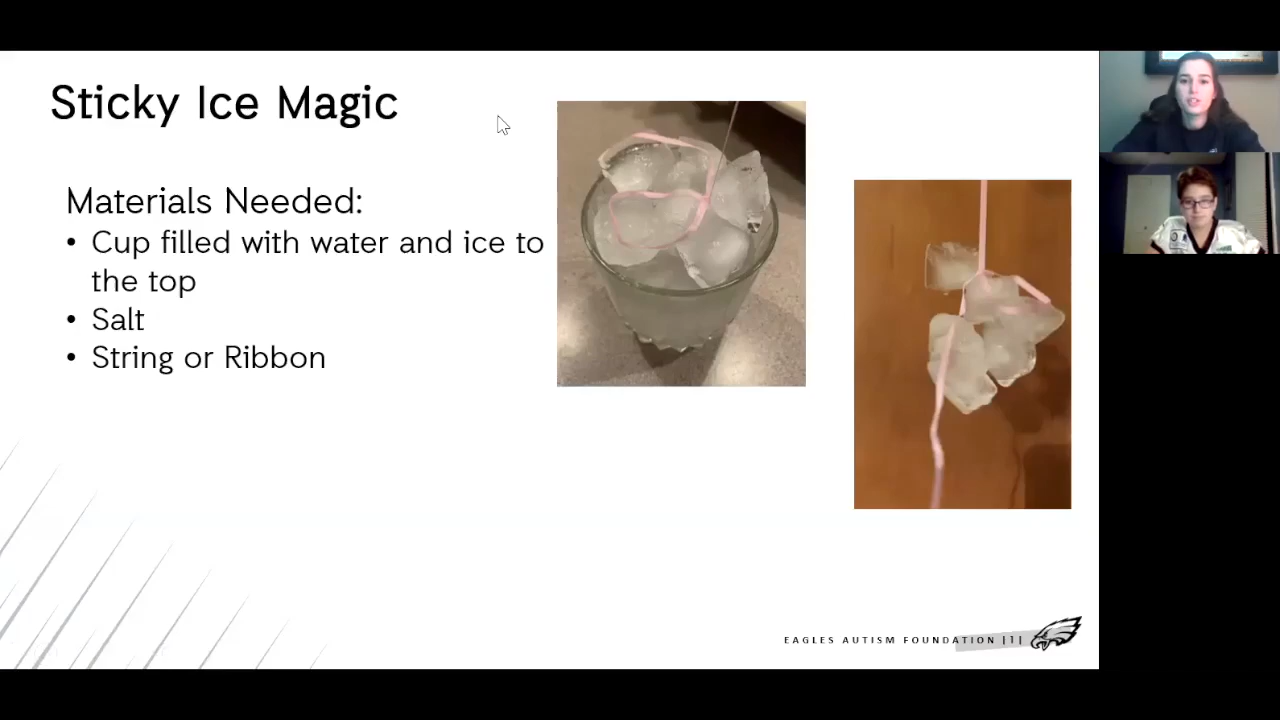 Sticky Ice Magic
Materials Needed:
• Cup filled with water and ice to
the top
• Salt
• String or Ribbon
EAGLES AUTISM FOUNDATION |1|